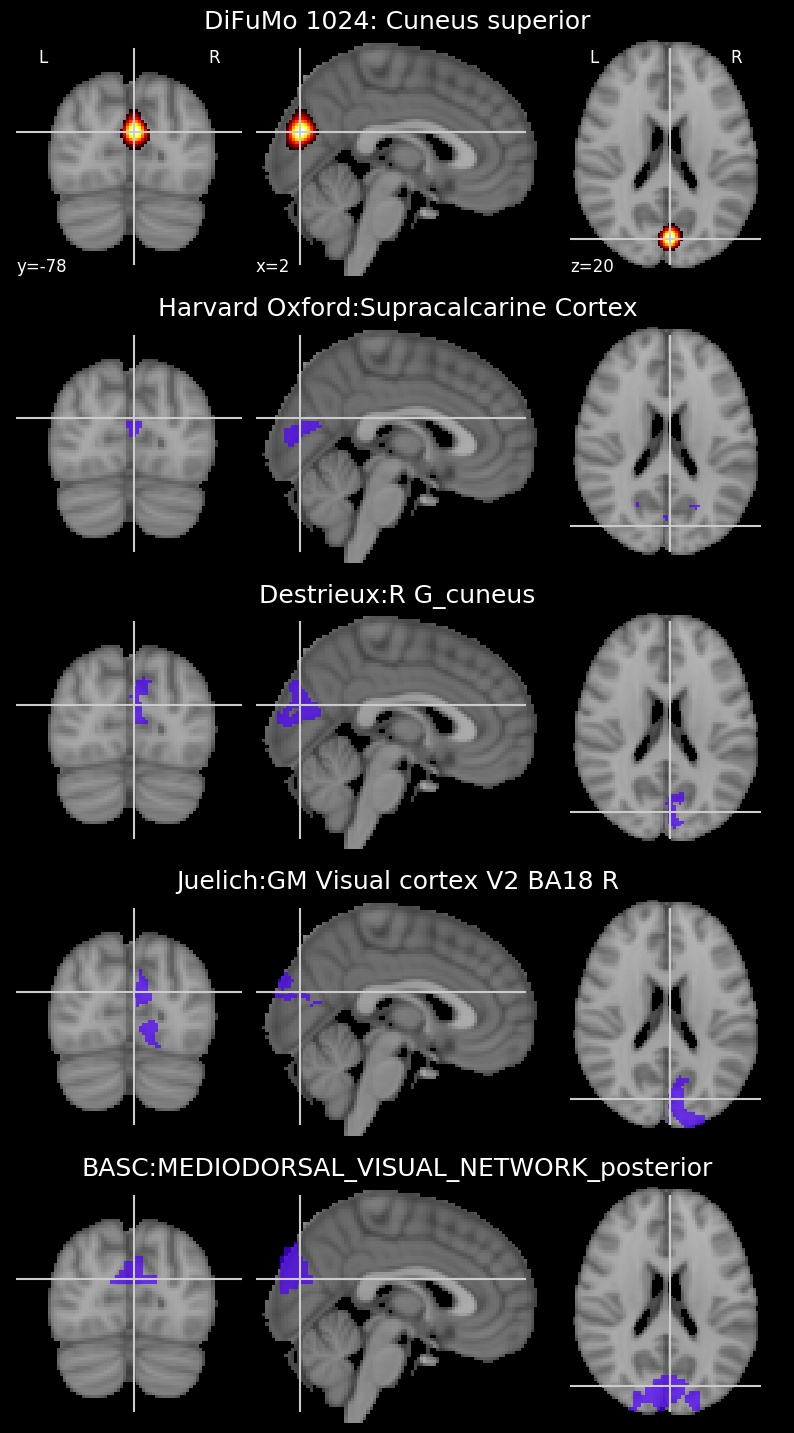 DiFuMo 1024: Cuneus superior
L R L R
y=-78 x=2 z=20
Harvard Oxford:Supracalcarine Cortex
Destrieux:R G_cuneus
Juelich:GM Visual cortex V2 BA18 R
BASC:MEDIODORSAL_VISUAL_NETWORK_posterior